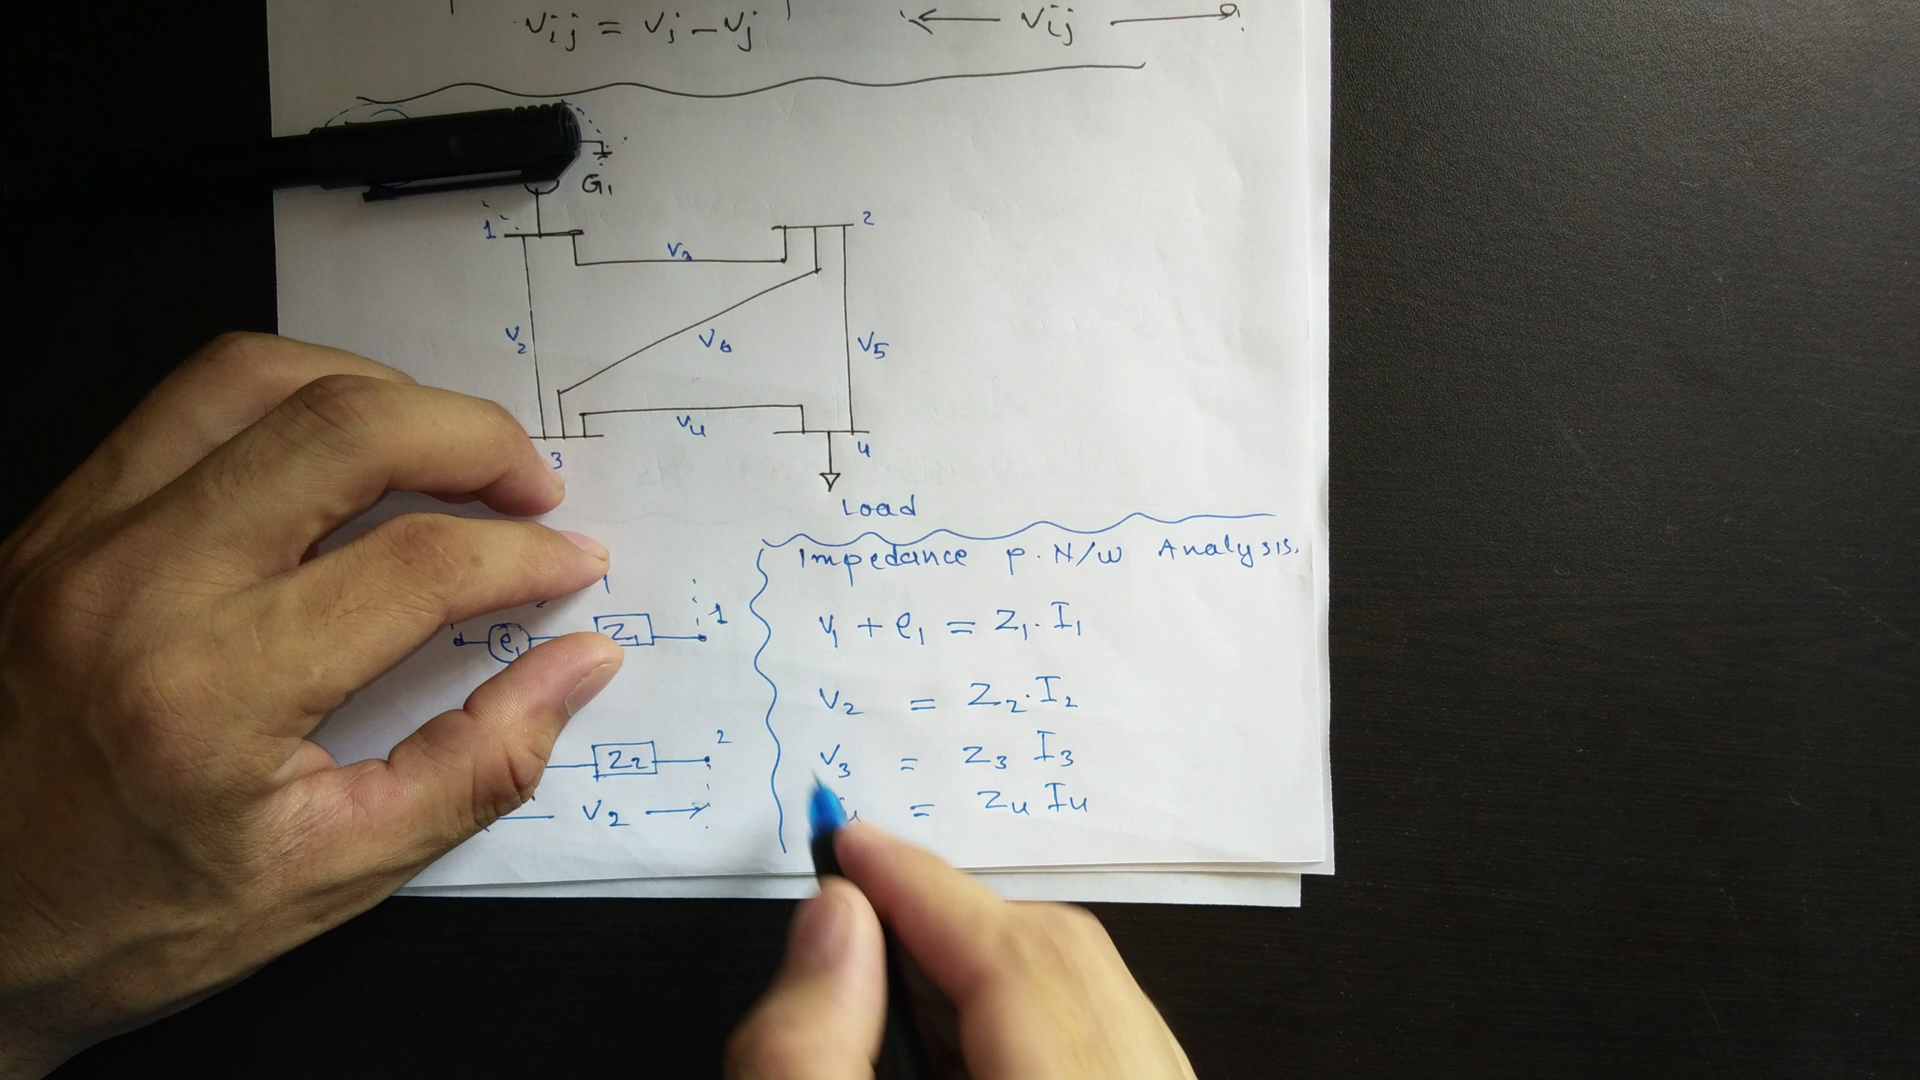 Vij = Vi - Vj
Vij
G1
1
2
V3
V2
V6
V5
V4
3
4
Load
Impedance p. N/W Analysis.
V1 + e1 = Z1. I1
e1 Z1 1
V2 = Z2. I2
Z2 2
V3 = Z3 I3
V2
= Z4 I4